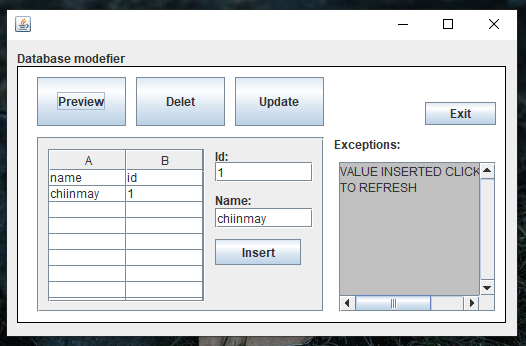 Database modefier
Preview Delet Update
Exit
Exceptions:
A B
name id
chiinmay 1
Id:
1
Name:
chiinmay
Insert
VALUE INSERTED CLICK
TO REFRESH